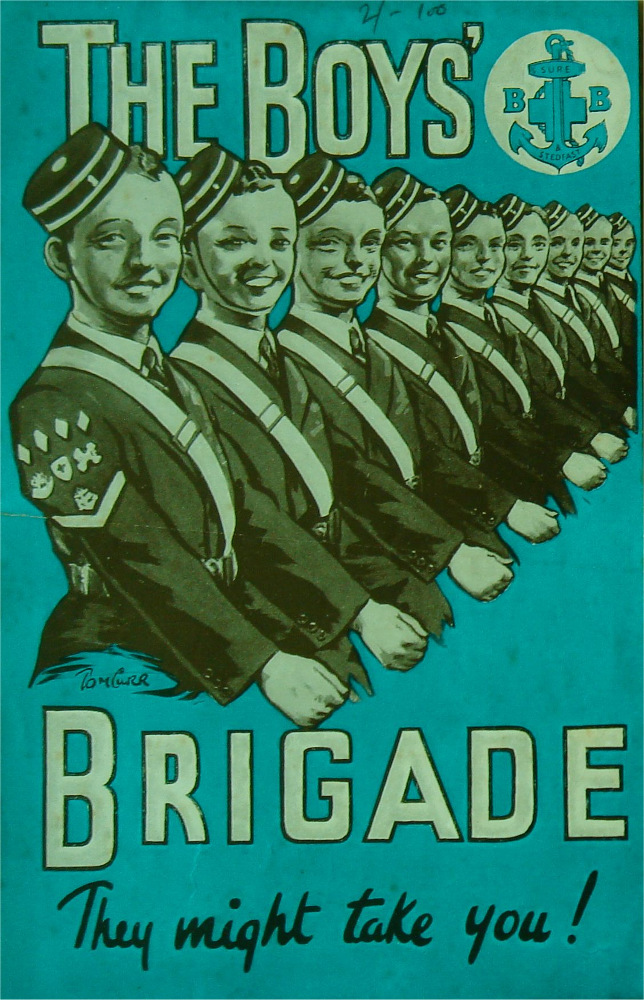 2/- 100
THE BOYS'
SURE
B B
&
STEDFAST
TOM CURR
BRIGADE
They might take you!